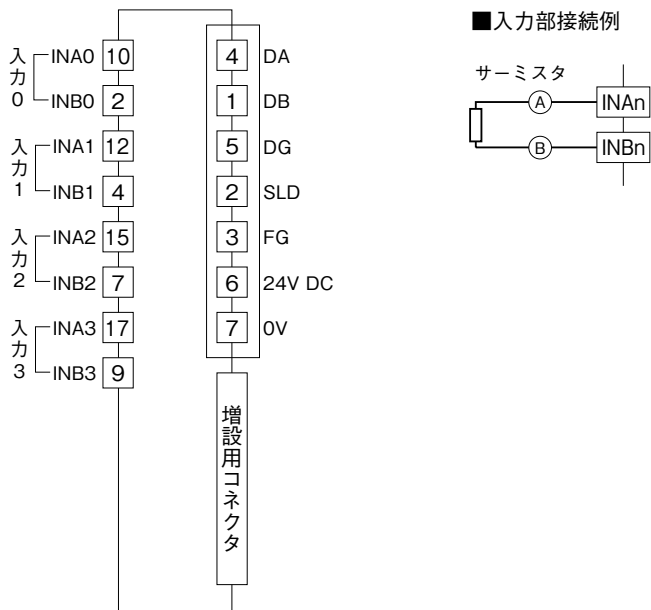 入力0
INA0 10
INB0 2
入力1
INA1 12
INB1 4
入力2
INA2 15
INB2 7
入力3
INA3 17
INB3 9
4 DA
1 DB
5 DG
2 SLD
3 FG
6 24V DC
7 0V
増設用コネクタ
■入力部接続例
サーミスタ
A INAn
B INBn